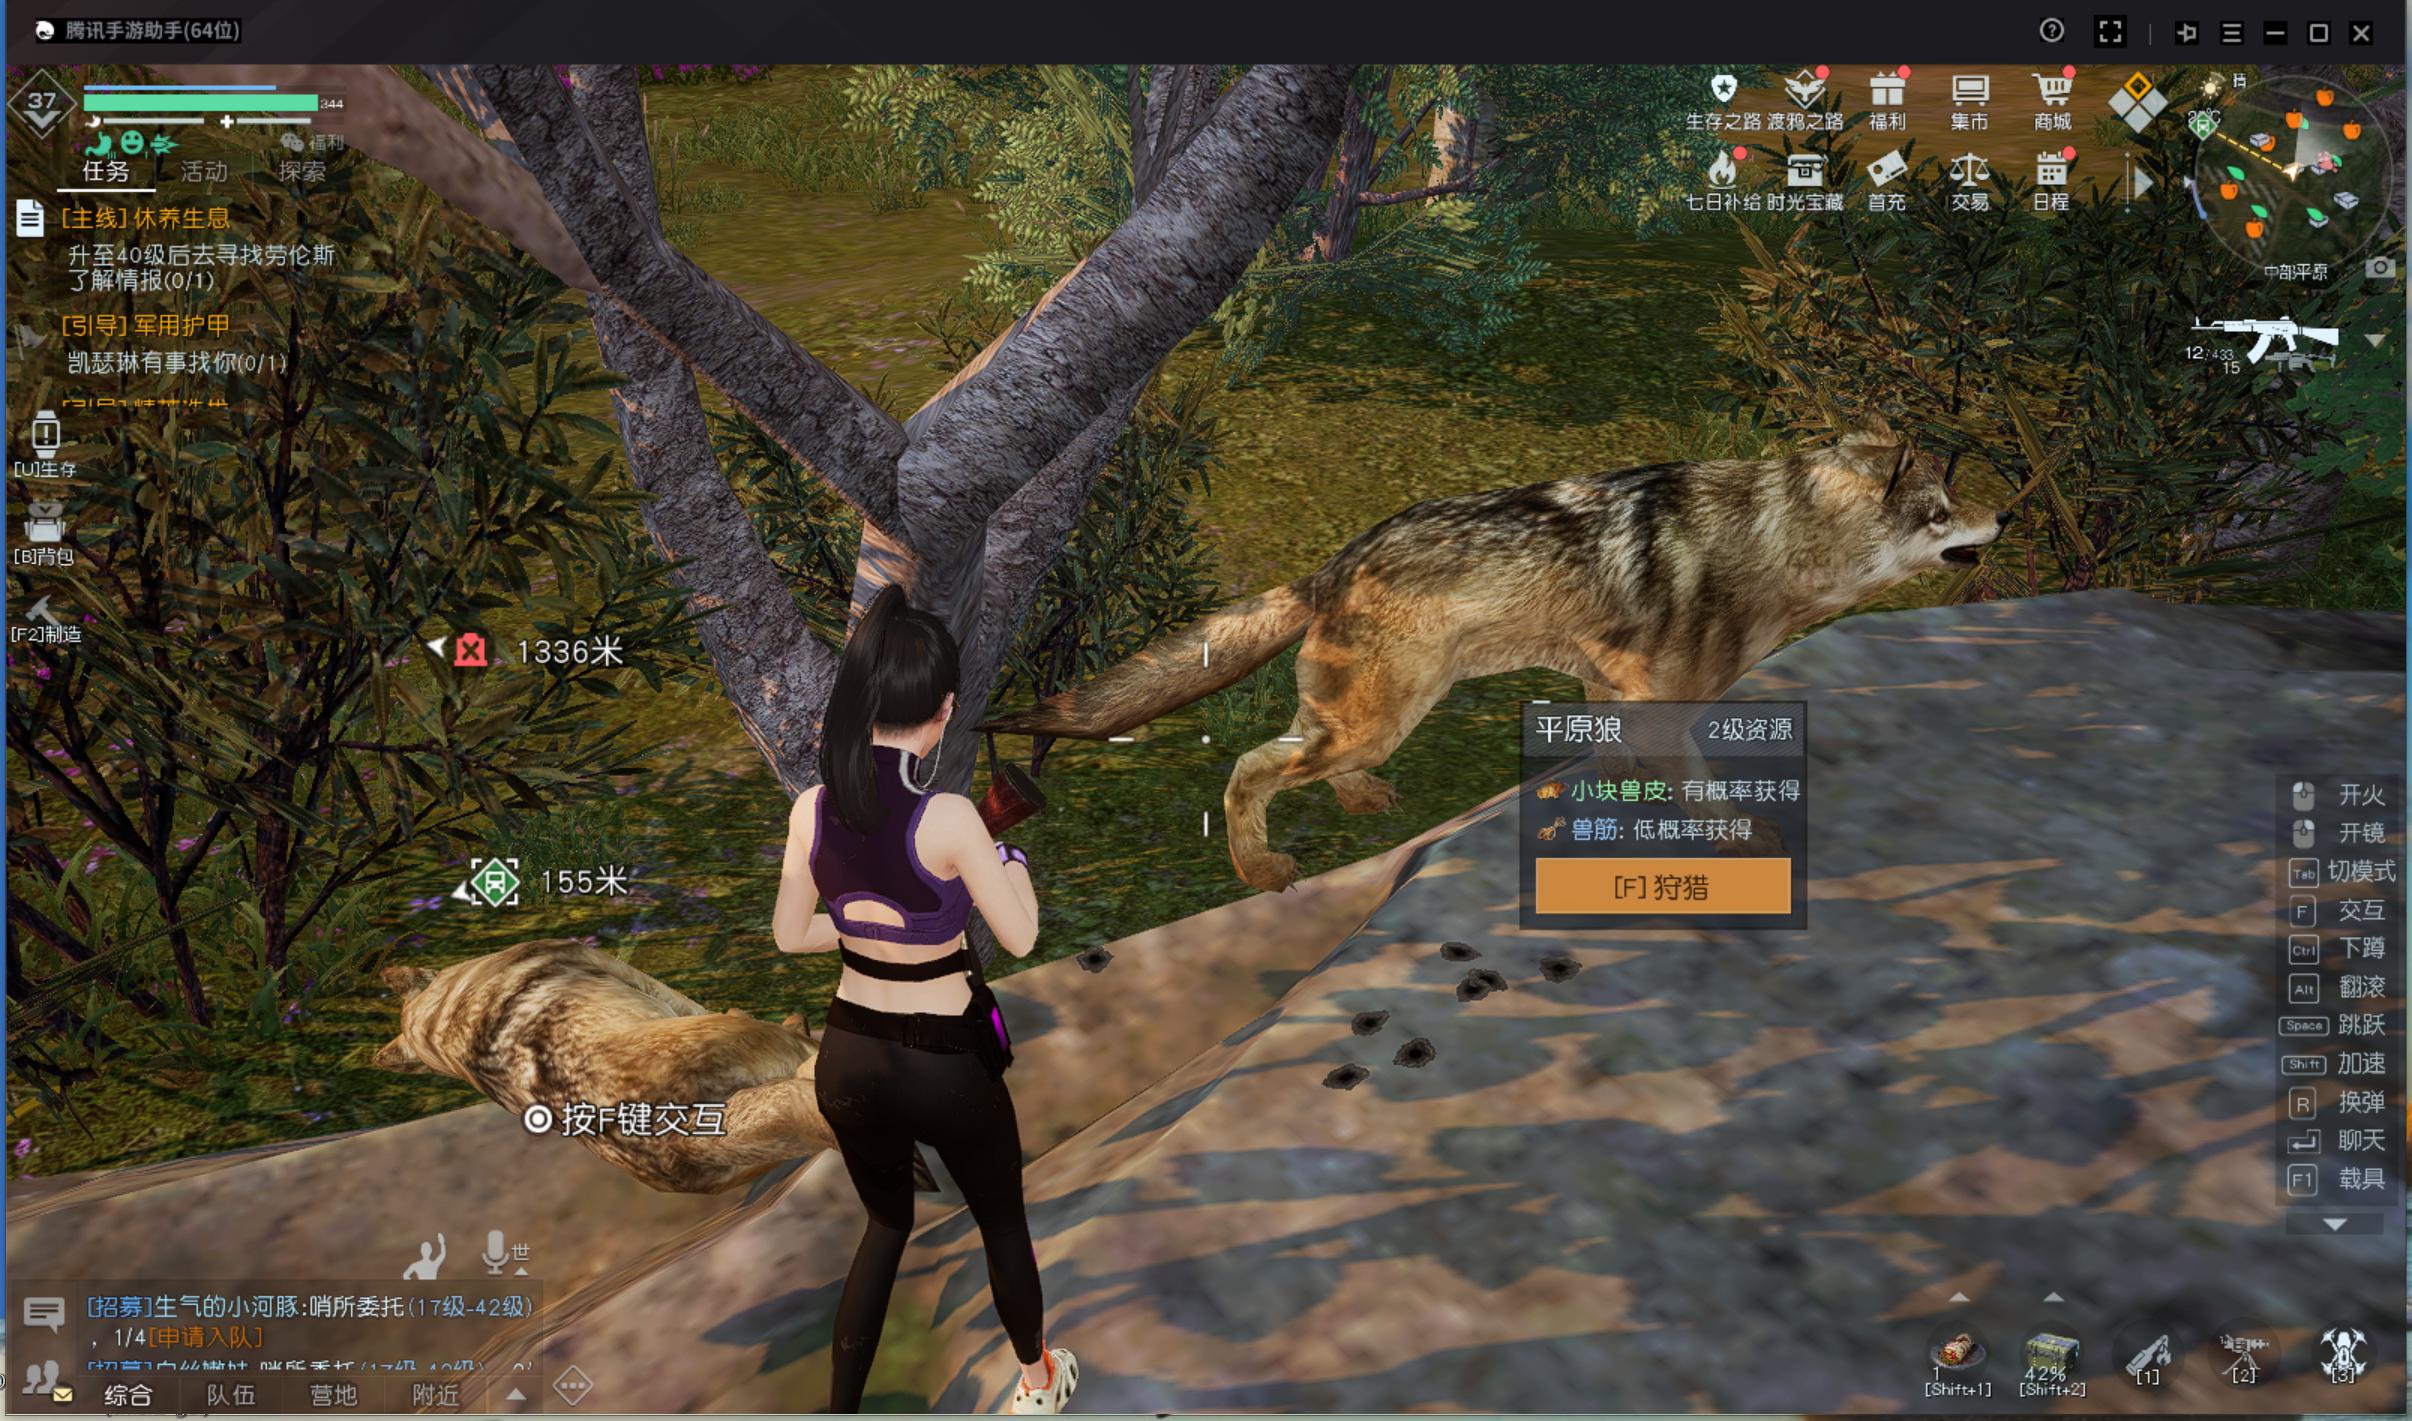 腾讯手游助手(64位)
37
344
福利
任务 活动 探索
[主线] 休养生息
升至40级后去寻找劳伦斯
了解情报(0/1)
[引导] 军用护甲
凯瑟琳有事找你(0/1)
[U]生存
[B]背包
[F2]制造
生存之路 渡鸦之路 福利 集市 商城
七日补给 时光宝藏 首充 交易 日程
晴
中部平原
12/433
15
1336米
155米
平原狼 2级资源
小块兽皮: 有概率获得
兽筋: 低概率获得
[F] 狩猎
按F键交互
开火
开镜
Tab 切模式
F 交互
Ctrl 下蹲
Alt 翻滚
Space 跳跃
Shift 加速
R 换弹
聊天
F1 载具
世
[招募]生气的小河豚:哨所委托(17级-42级)
, 1/4[申请入队]
综合 队伍 营地 附近
1
[Shift+1]
42%
[Shift+2]
[1]
[2]
[3]